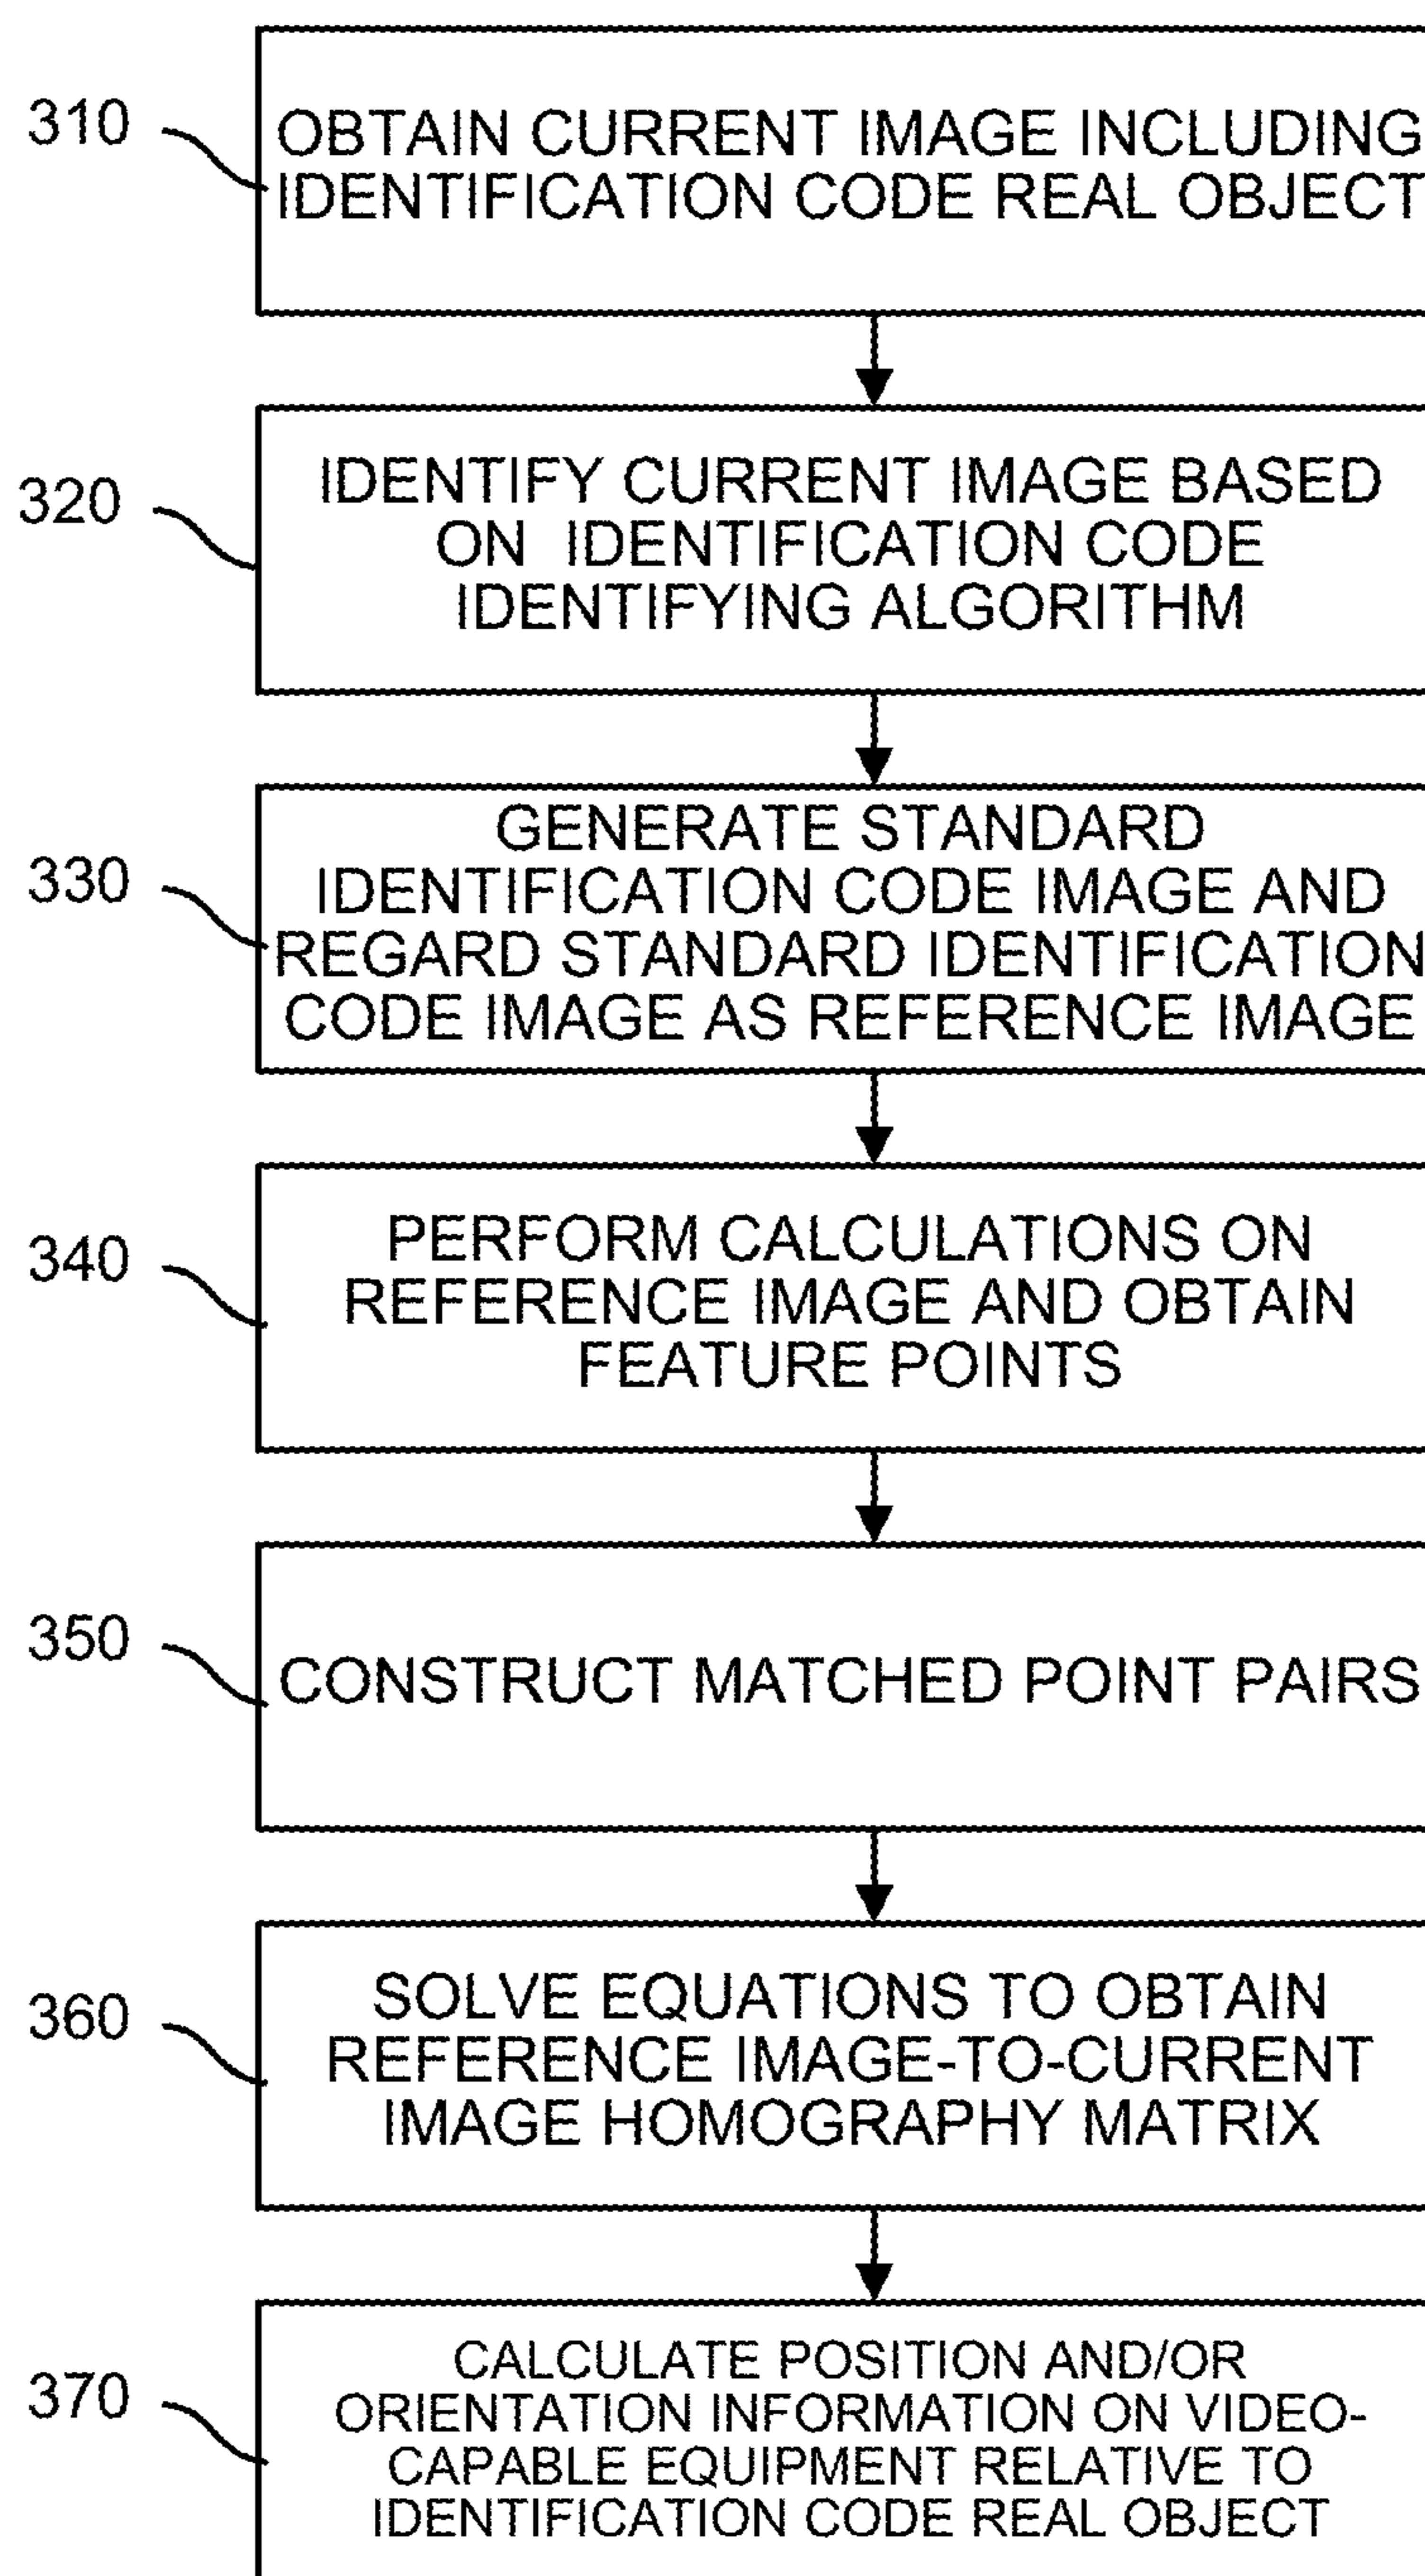 310
OBTAIN CURRENT IMAGE INCLUDING
IDENTIFICATION CODE REAL OBJECT
320
IDENTIFY CURRENT IMAGE BASED
ON IDENTIFICATION CODE
IDENTIFYING ALGORITHM
330
GENERATE STANDARD
IDENTIFICATION CODE IMAGE AND
REGARD STANDARD IDENTIFICATION
CODE IMAGE AS REFERENCE IMAGE
340
PERFORM CALCULATIONS ON
REFERENCE IMAGE AND OBTAIN
FEATURE POINTS
350
CONSTRUCT MATCHED POINT PAIRS
360
SOLVE EQUATIONS TO OBTAIN
REFERENCE IMAGE-TO-CURRENT
IMAGE HOMOGRAPHY MATRIX
370
CALCULATE POSITION AND/OR
ORIENTATION INFORMATION ON VIDEO-
CAPABLE EQUIPMENT RELATIVE TO
IDENTIFICATION CODE REAL OBJECT